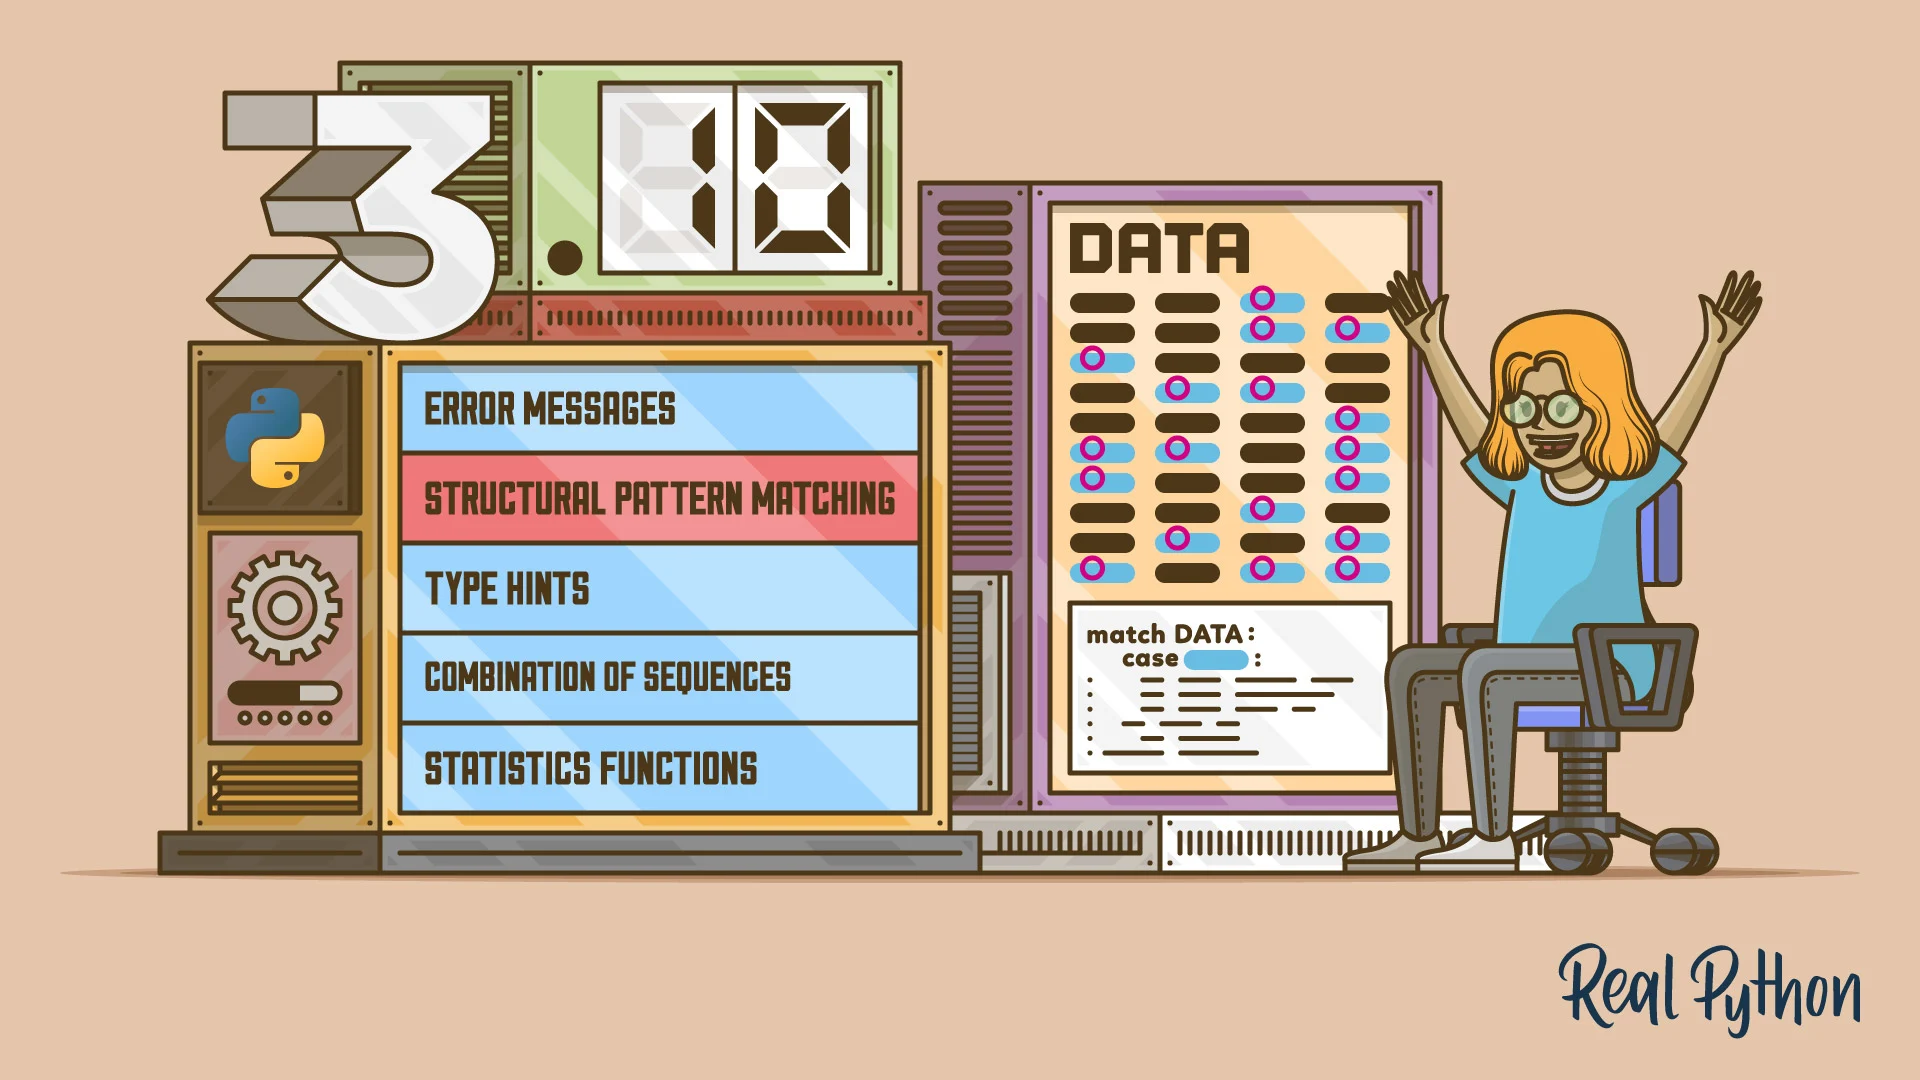 3.10
ERROR MESSAGES
STRUCTURAL PATTERN MATCHING
TYPE HINTS
COMBINATION OF SEQUENCES
STATISTICS FUNCTIONS
DATA
match DATA:
case :
Real Python